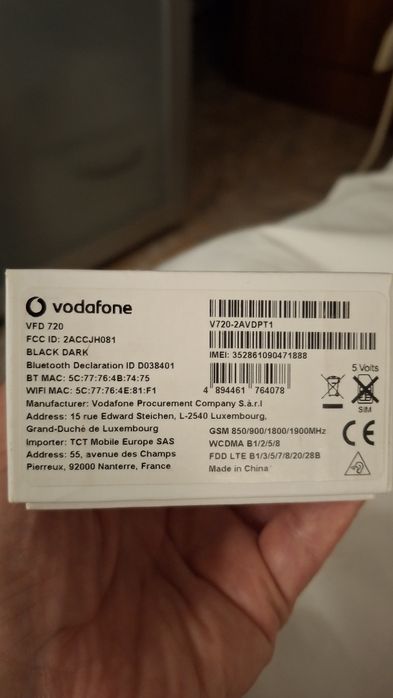 vodafone
VFD 720
FCC ID: 2ACCJH081
BLACK DARK
Bluetooth Declaration ID D038401
BT MAC: 5C:77:76:4B:74:75
WIFI MAC: 5C:77:76:4E:81:F1
Manufacturer: Vodafone Procurement Company S.à.r.l
Address: 15 rue Edward Steichen, L-2540 Luxembourg,
Grand-Duché de Luxembourg
Importer: TCT Mobile Europe SAS
Address: 55, avenue des Champs
Pierreux, 92000 Nanterre, France
V720-2AVDPT1
IMEI: 352861090471888
4 894461 764078
5 Volts
SIM
CE
GSM 850/900/1800/1900MHz
WCDMA B1/2/5/8
FDD LTE B1/3/5/7/8/20/28B
Made in China